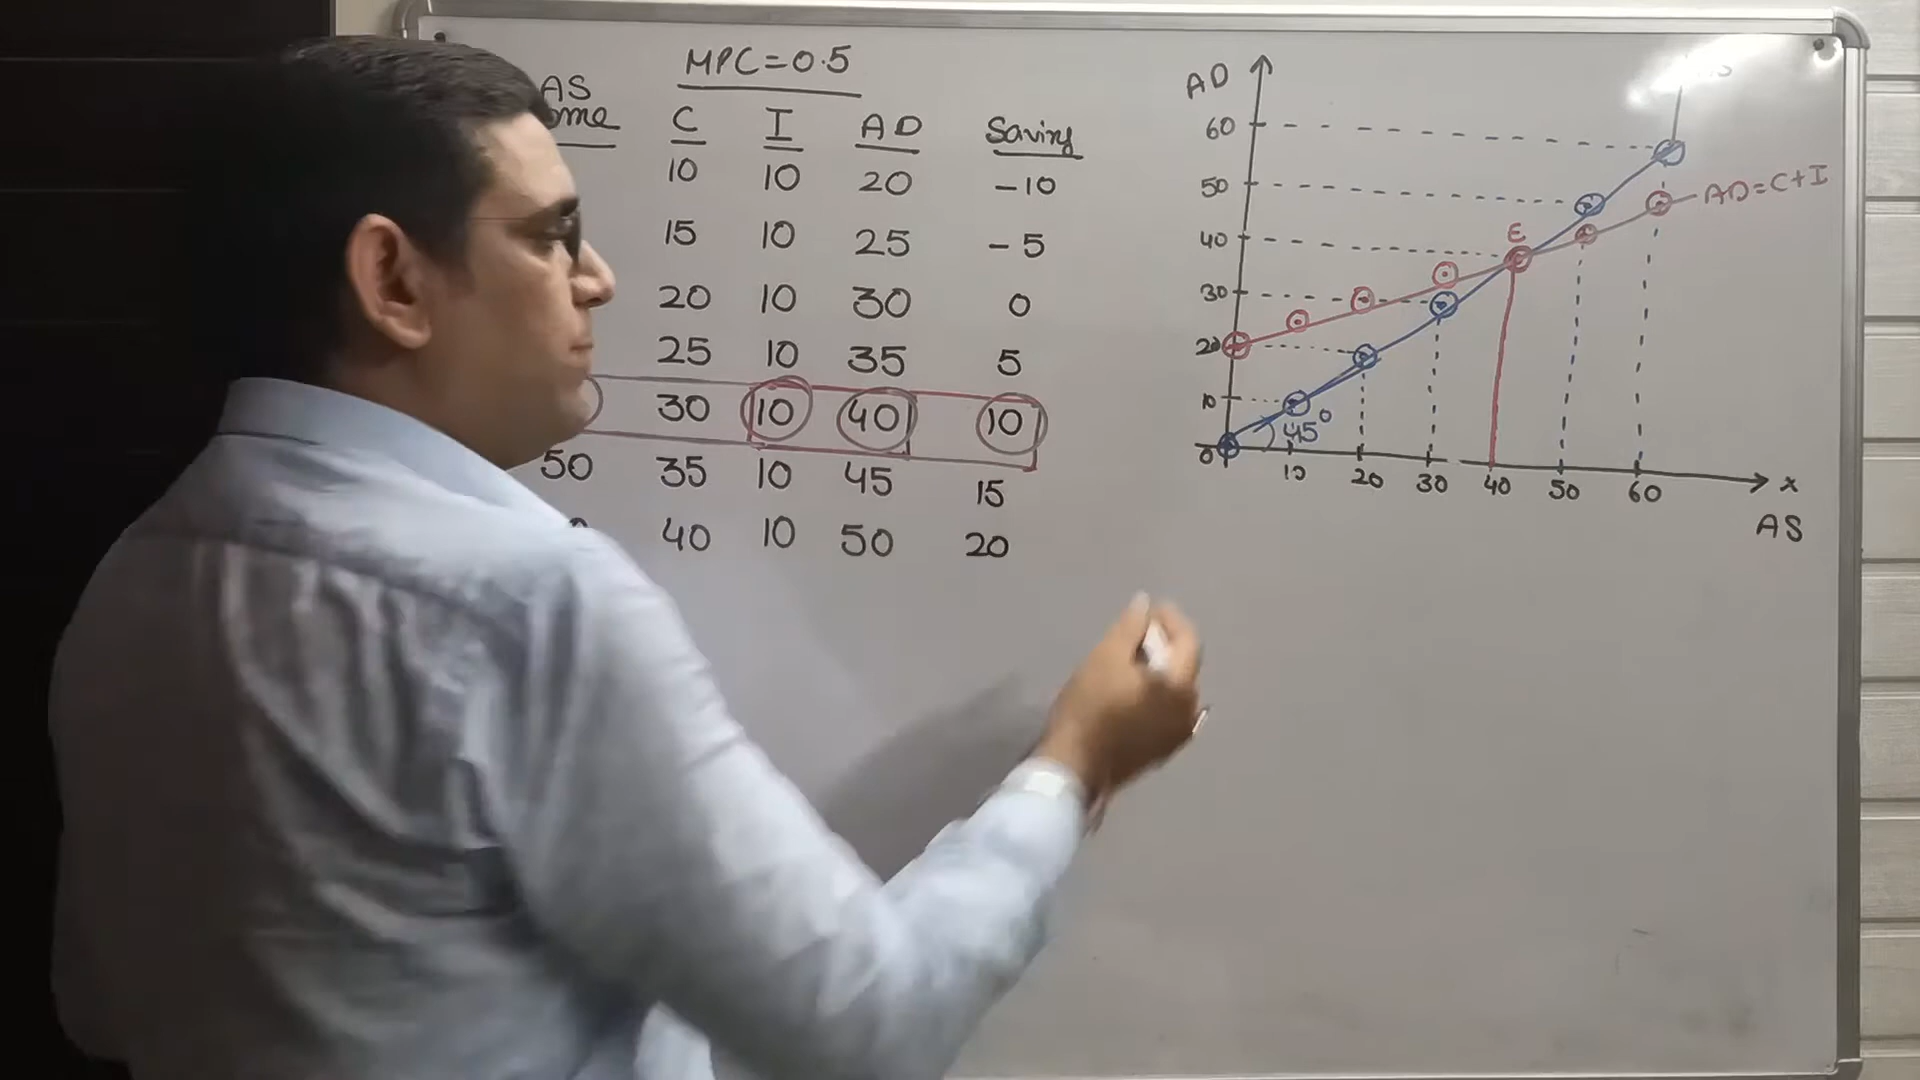 MPC=0.5
AS
C I AD Saving
10 10 20 -10
15 10 25 -5
20 10 30 0
25 10 35 5
30 10 40 10
50 35 10 45 15
40 10 50 20
AD
60
50
AD=C+I
40
E
30
20
10
45°
0
10 20 30 40 50 60 x
AS